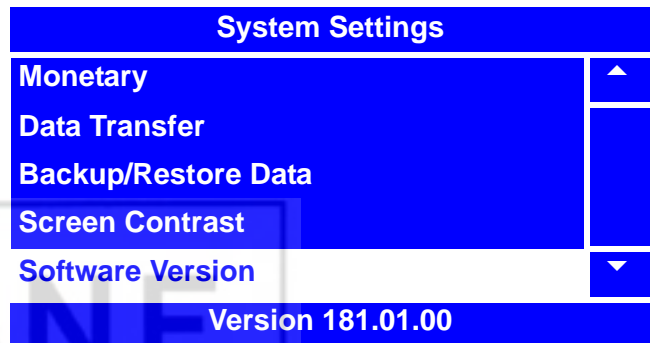 System Settings
Monetary
Data Transfer
Backup/Restore Data
Screen Contrast
Software Version
Version 181.01.00